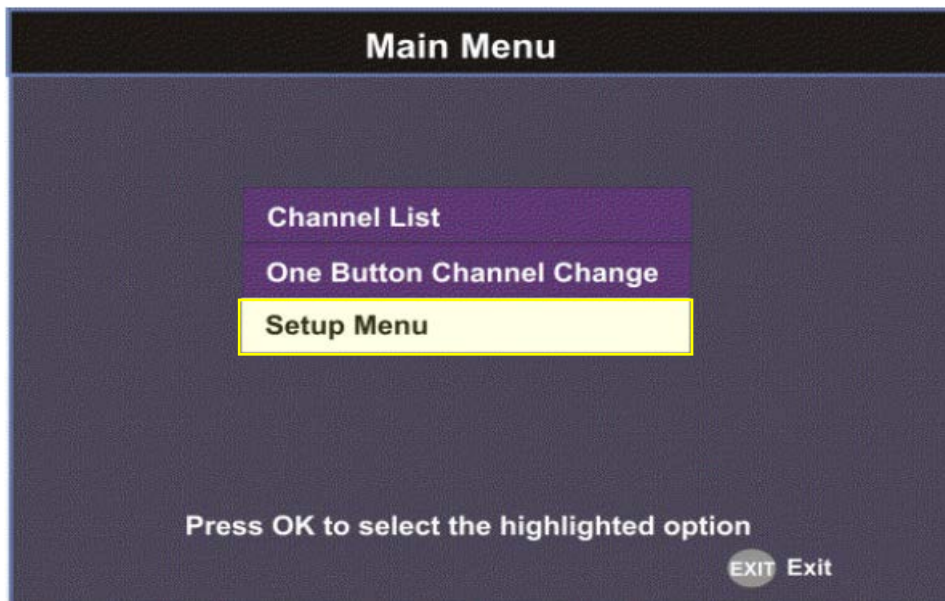 Main Menu
Channel List
One Button Channel Change
Setup Menu
Press OK to select the highlighted option
EXIT Exit